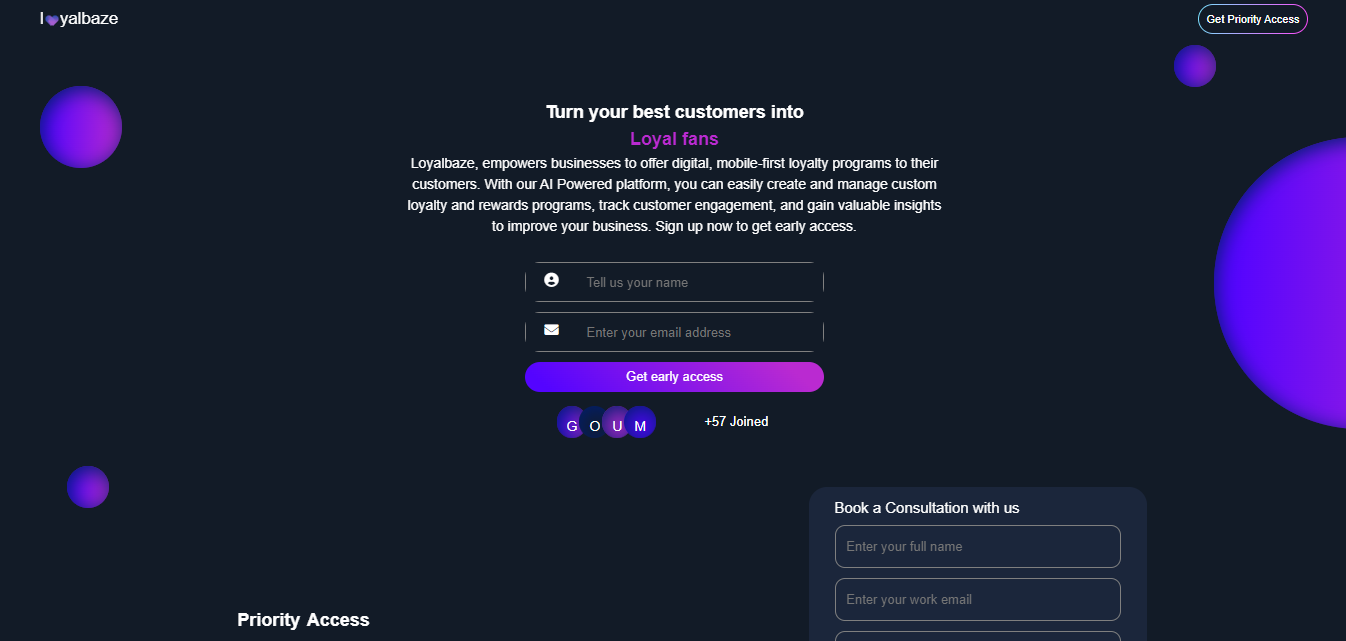 loyalbaze
Get Priority Access
Turn your best customers into
Loyal fans
Loyalbaze, empowers businesses to offer digital, mobile-first loyalty programs to their
customers. With our AI Powered platform, you can easily create and manage custom
loyalty and rewards programs, track customer engagement, and gain valuable insights
to improve your business. Sign up now to get early access.
Tell us your name
Enter your email address
Get early access
G O U M
+57 Joined
Book a Consultation with us
Enter your full name
Enter your work email
Priority Access